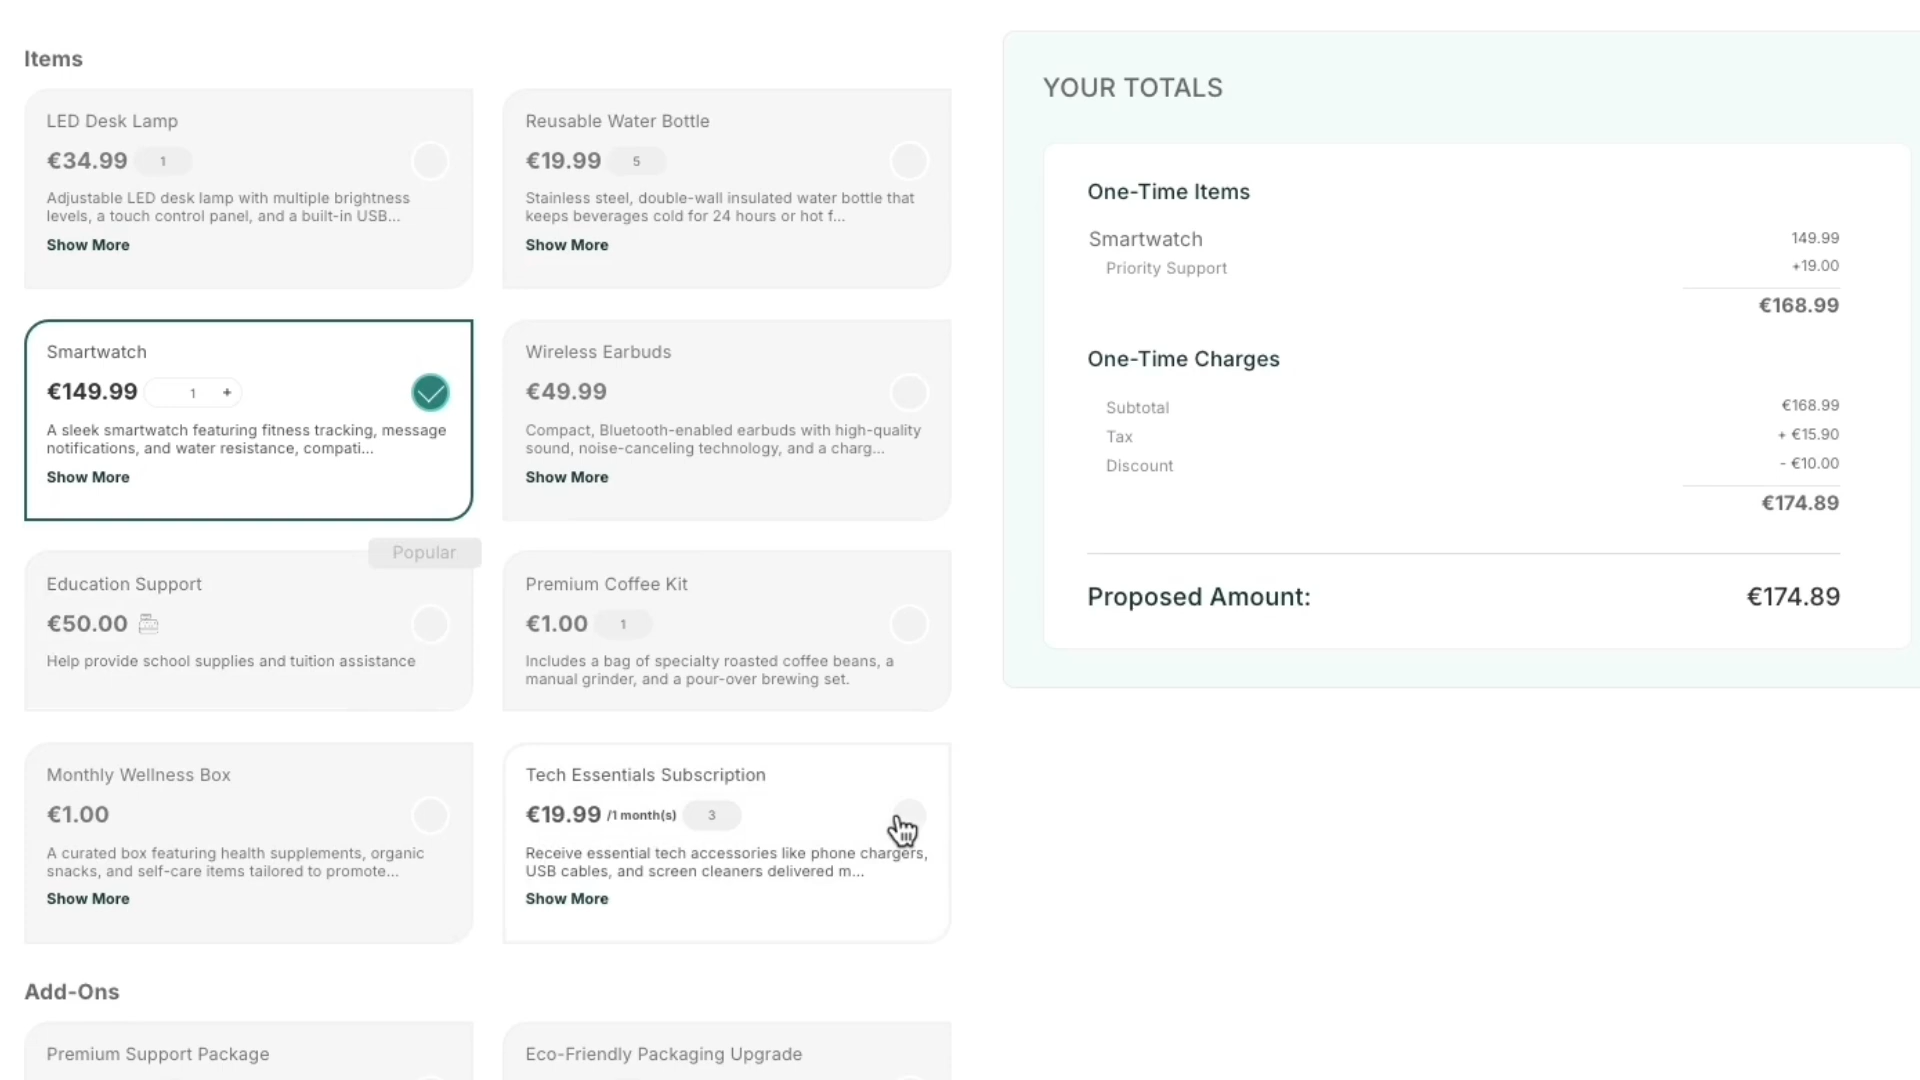 Items
LED Desk Lamp
€34.99 1
Adjustable LED desk lamp with multiple brightness
levels, a touch control panel, and a built-in USB...
Show More
Reusable Water Bottle
€19.99 5
Stainless steel, double-wall insulated water bottle that
keeps beverages cold for 24 hours or hot f...
Show More
Smartwatch
€149.99 1 +
A sleek smartwatch featuring fitness tracking, message
notifications, and water resistance, compati...
Show More
Wireless Earbuds
€49.99
Compact, Bluetooth-enabled earbuds with high-quality
sound, noise-canceling technology, and a charg...
Show More
Popular
Education Support
€50.00
Help provide school supplies and tuition assistance
Premium Coffee Kit
€1.00 1
Includes a bag of specialty roasted coffee beans, a
manual grinder, and a pour-over brewing set.
Monthly Wellness Box
€1.00
A curated box featuring health supplements, organic
snacks, and self-care items tailored to promote...
Show More
Tech Essentials Subscription
€19.99 /1 month(s) 3
Receive essential tech accessories like phone chargers,
USB cables, and screen cleaners delivered m...
Show More
Add-Ons
Premium Support Package
Eco-Friendly Packaging Upgrade
YOUR TOTALS
One-Time Items
Smartwatch 149.99
Priority Support +19.00
€168.99
One-Time Charges
Subtotal €168.99
Tax + €15.90
Discount - €10.00
€174.89
Proposed Amount: €174.89